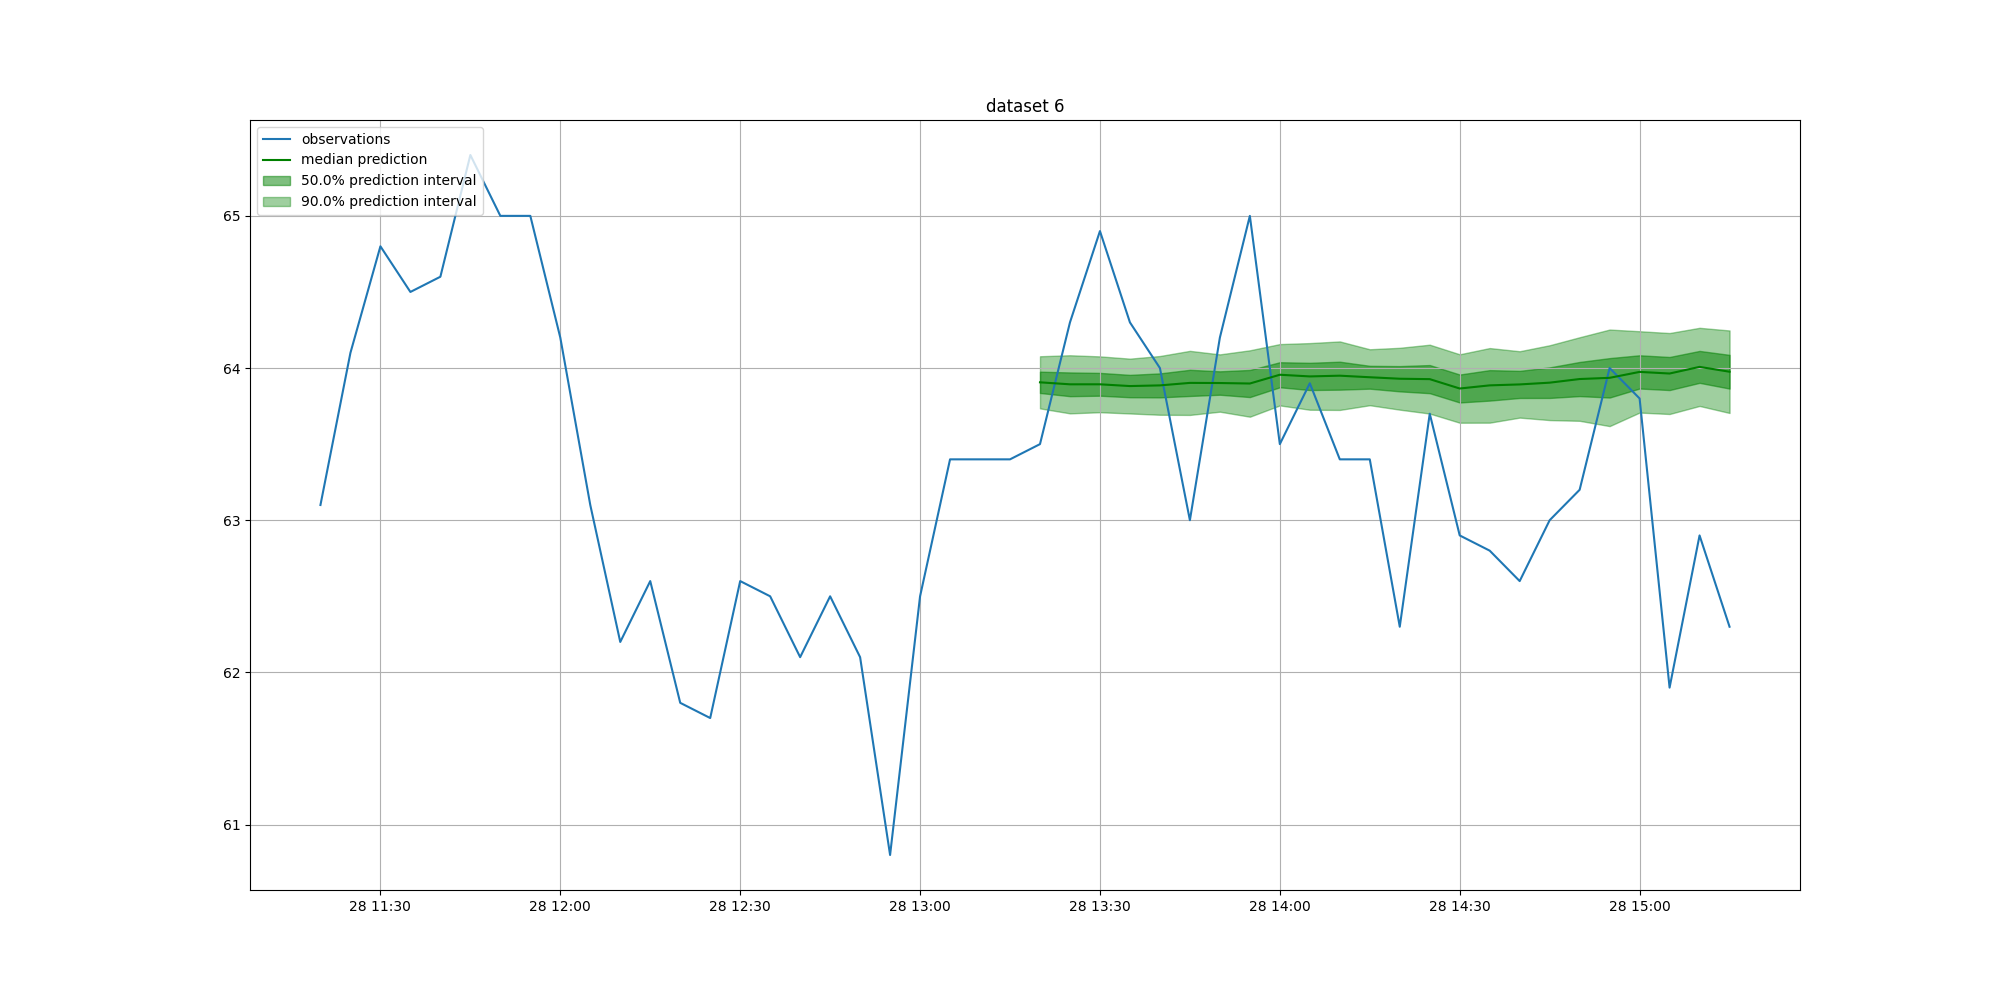 dataset 6
observations
median prediction
50.0% prediction interval
90.0% prediction interval
65
64
63
62
61
28 11:30 28 12:00 28 12:30 28 13:00 28 13:30 28 14:00 28 14:30 28 15:00